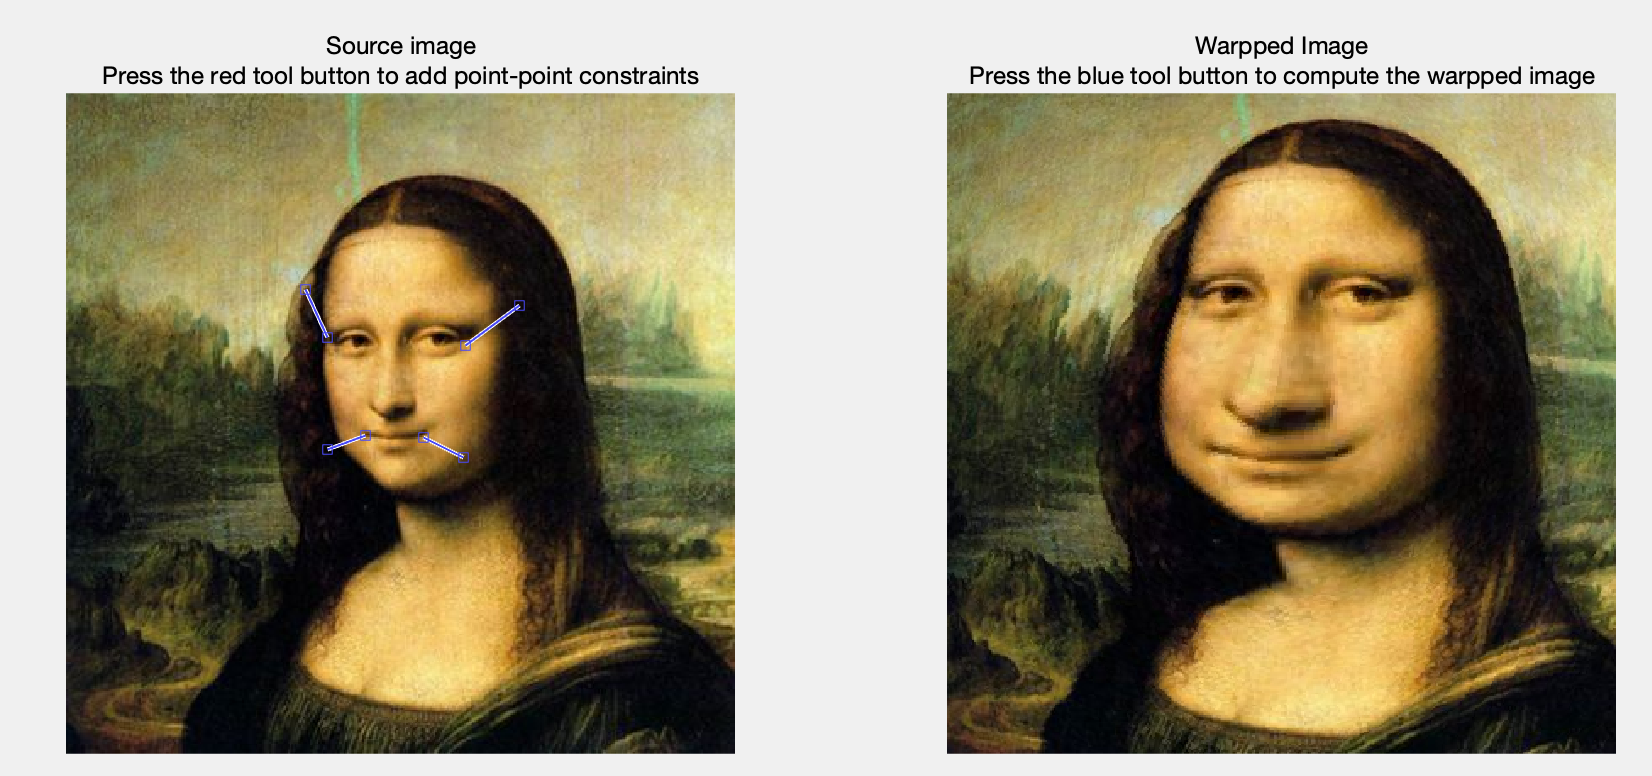 Source image
Press the red tool button to add point-point constraints
Warpped Image
Press the blue tool button to compute the warpped image